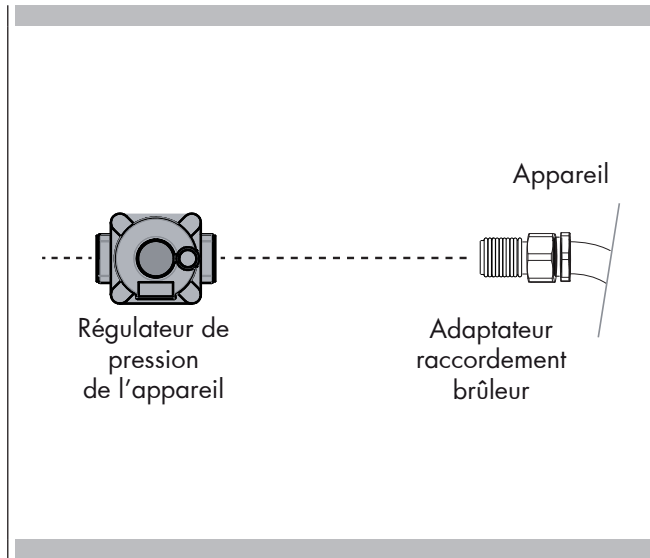 Appareil
Régulateur de
pression
de l'appareil
Adaptateur
raccordement
brûleur